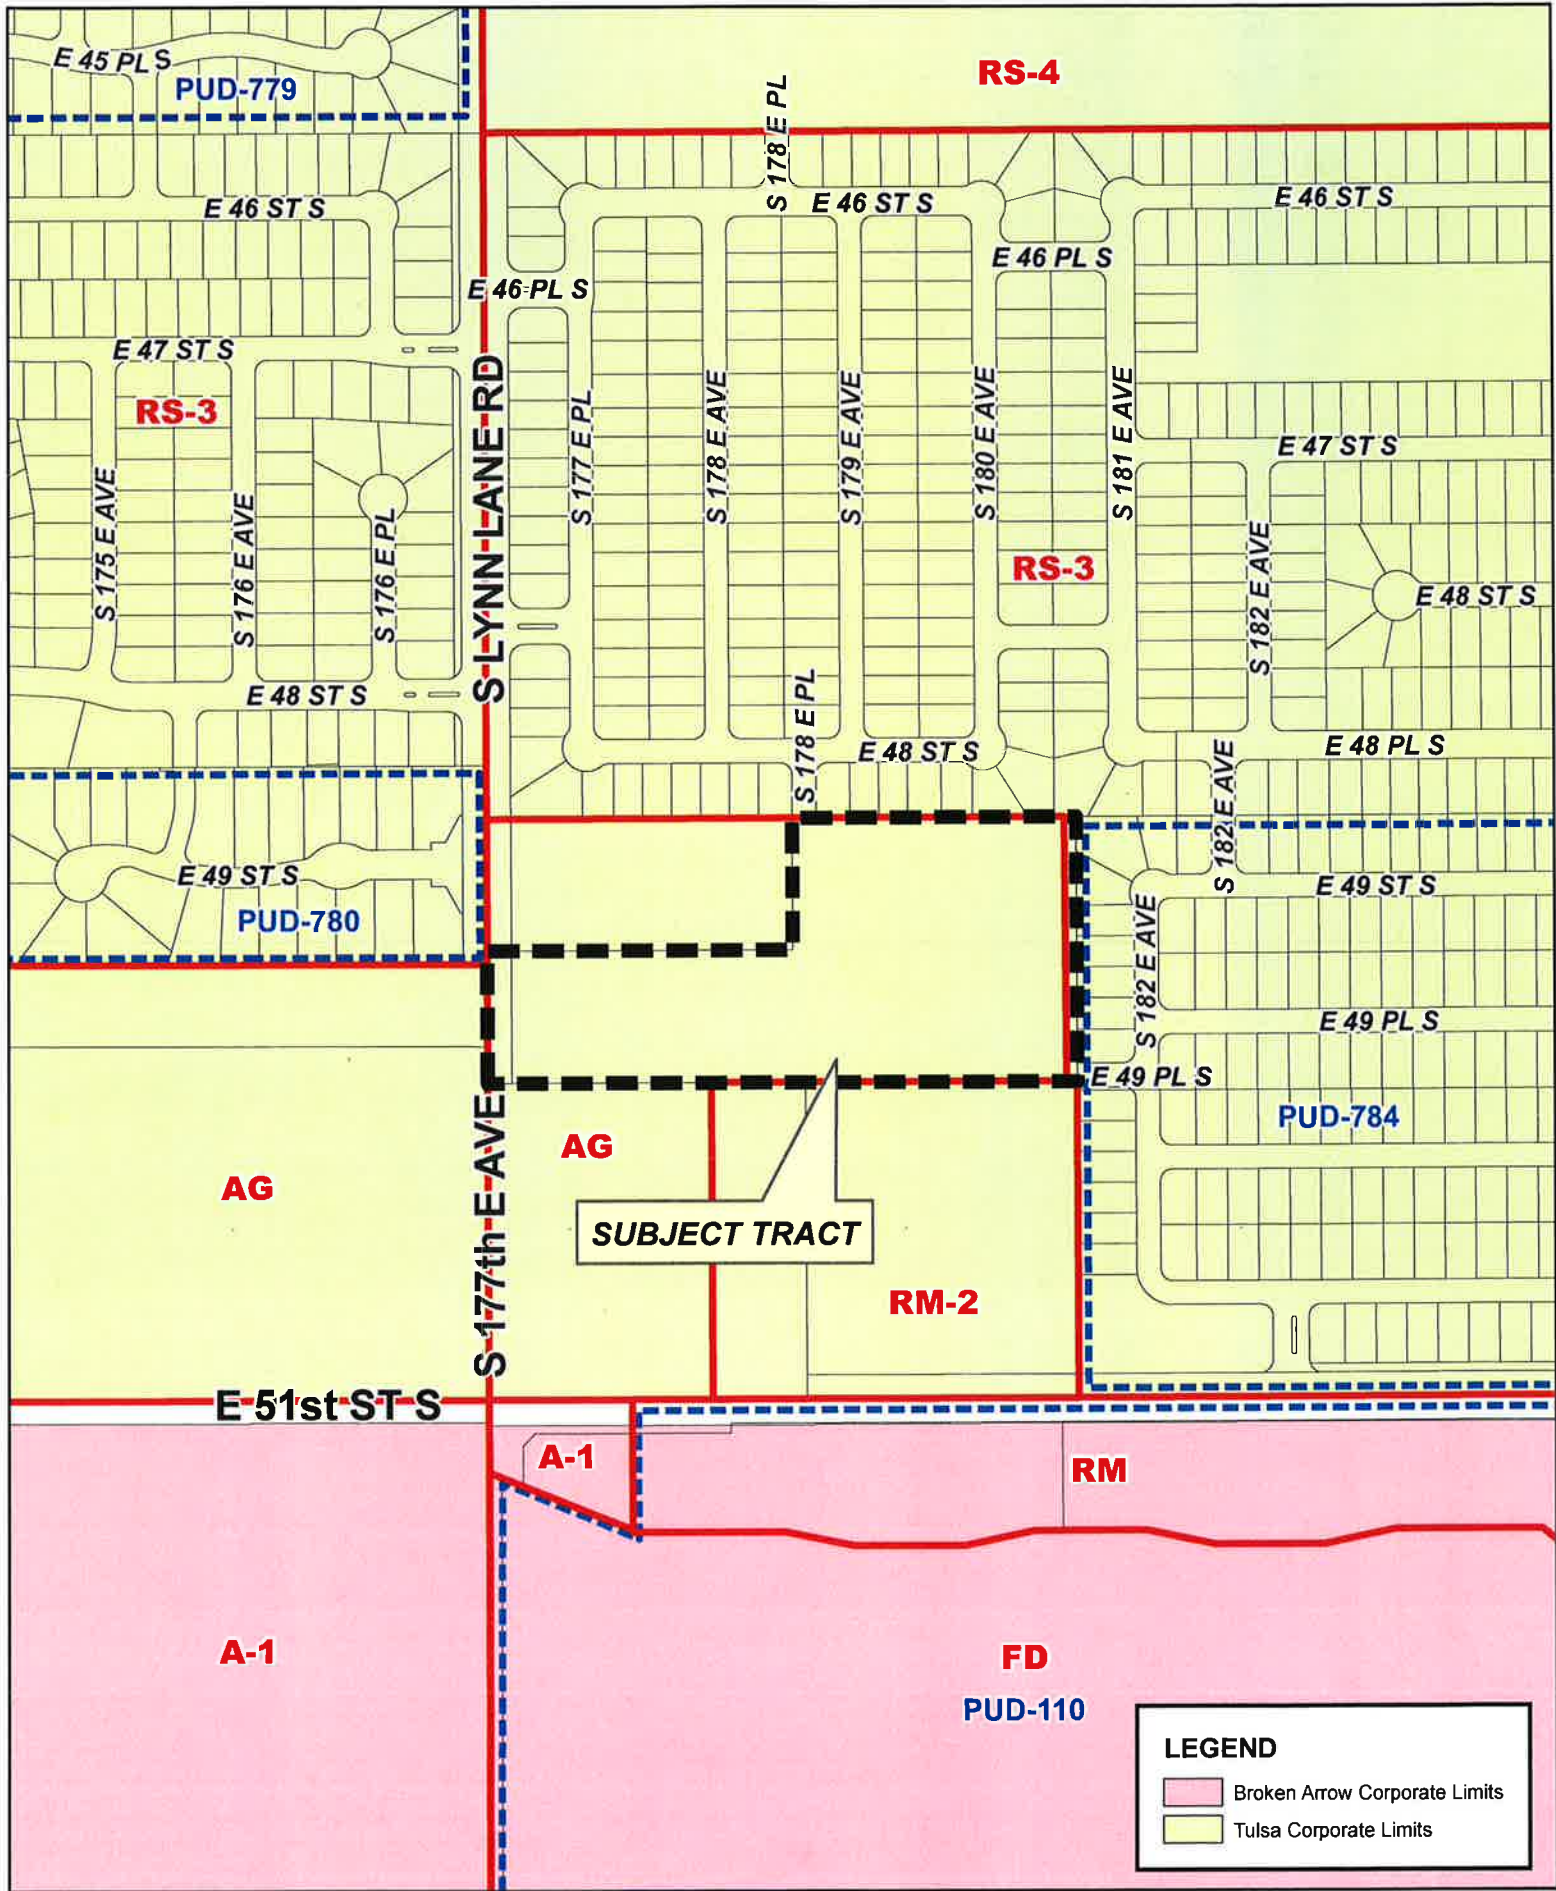 E 45 PL S
PUD-779
RS-4
S 178 E PL
E 46 ST S
E 46 ST S
E 46 ST S
E 46 PL S
E 46 PL S
E 47 ST S
RS-3
S LYNN LANE RD
S 177 E PL
S 178 E AVE
S 179 E AVE
S 180 E AVE
S 181 E AVE
E 47 ST S
S 175 E AVE
S 176 E AVE
S 176 E PL
RS-3
S 182 E AVE
E 48 ST S
E 48 ST S
S 178 E PL
E 48 ST S
E 48 PL S
S 182 E AVE
E 49 ST S
PUD-780
E 49 ST S
S 182 E AVE
E 49 PL S
E 49 PL S
PUD-784
S 177th E AVE
AG
AG
SUBJECT TRACT
RM-2
E 51st ST S
A-1
RM
A-1
FD
PUD-110
LEGEND
Broken Arrow Corporate Limits
Tulsa Corporate Limits